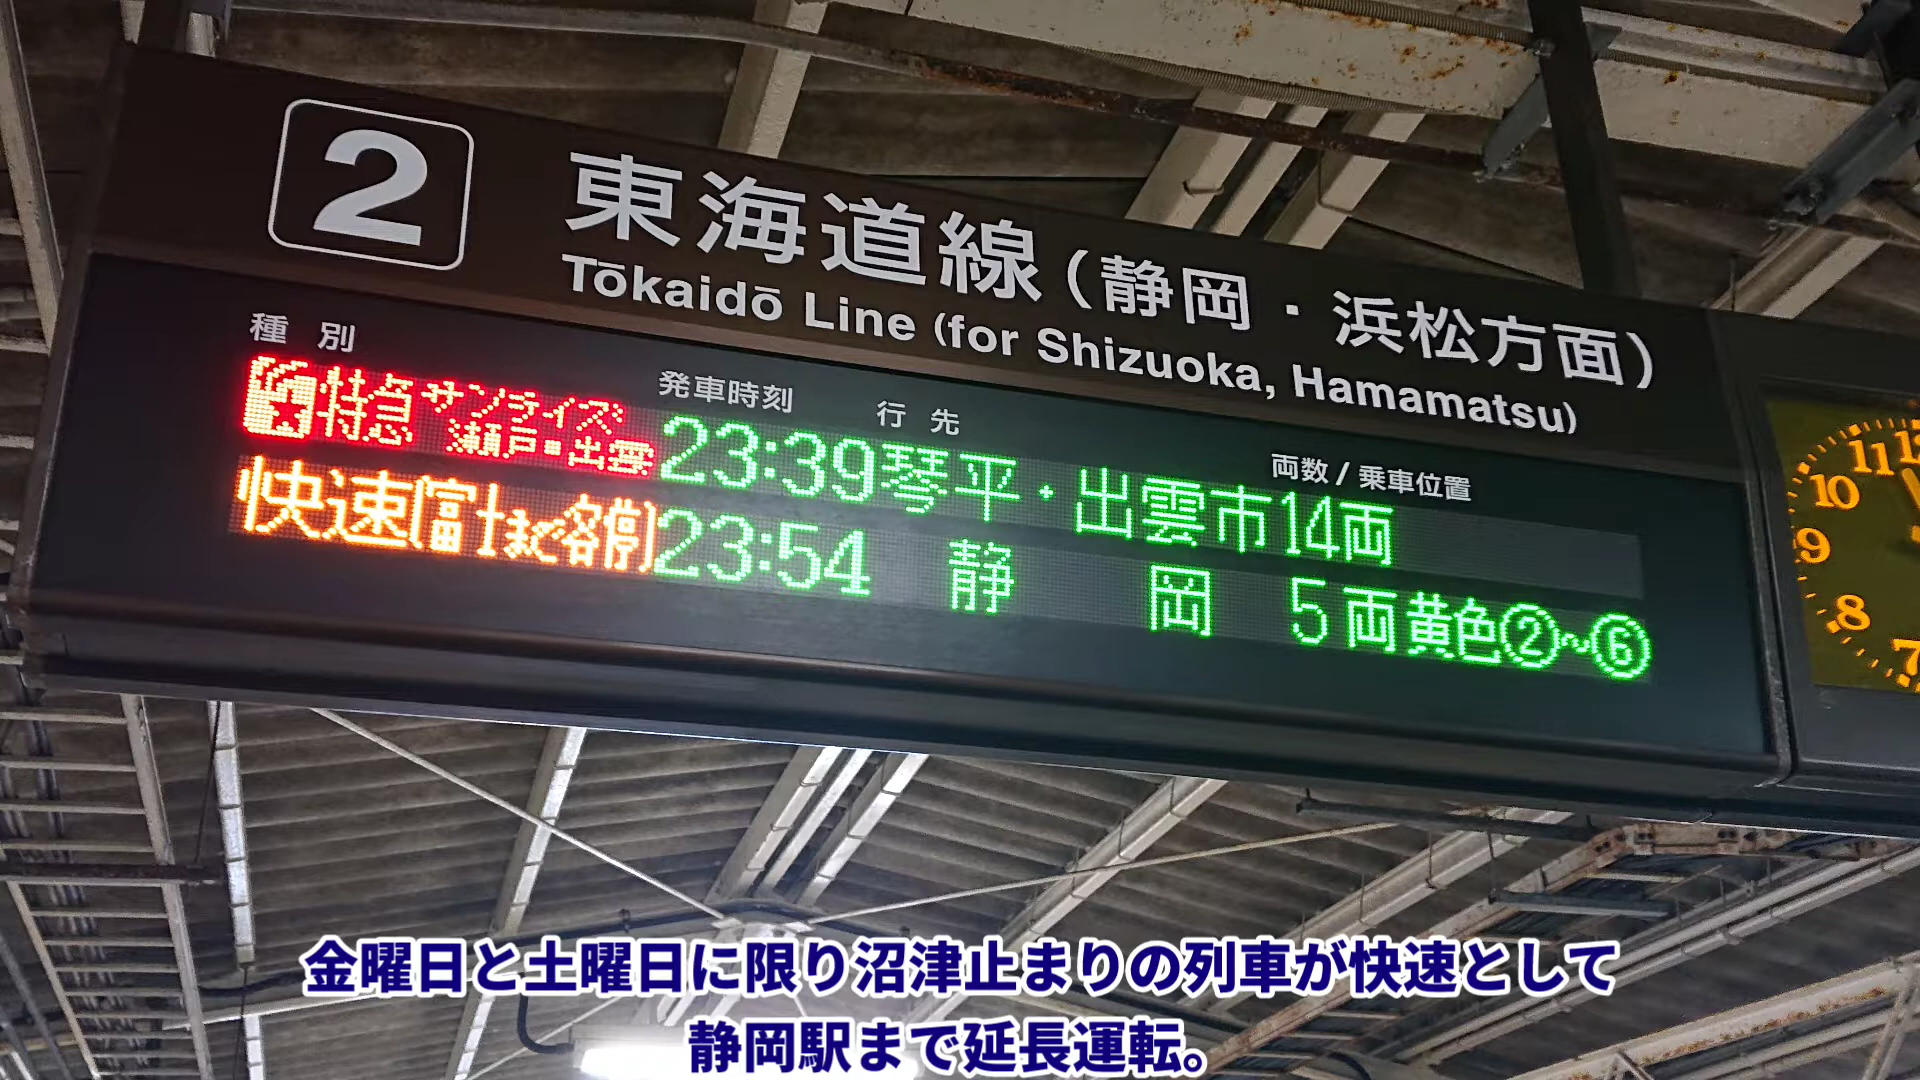 2 東海道線(静岡・浜松方面)
Tōkaidō Line (for Shizuoka, Hamamatsu)
種別 発車時刻 行先 両数/乗車位置
特急 サンライズ瀬戸・出雲 23:39 琴平・出雲市 14両
快速(富士まで各停) 23:54 静岡 5両 黄色②~⑥
11 12
10
9
8
7
金曜日と土曜日に限り沼津止まりの列車が快速として
静岡駅まで延長運転。